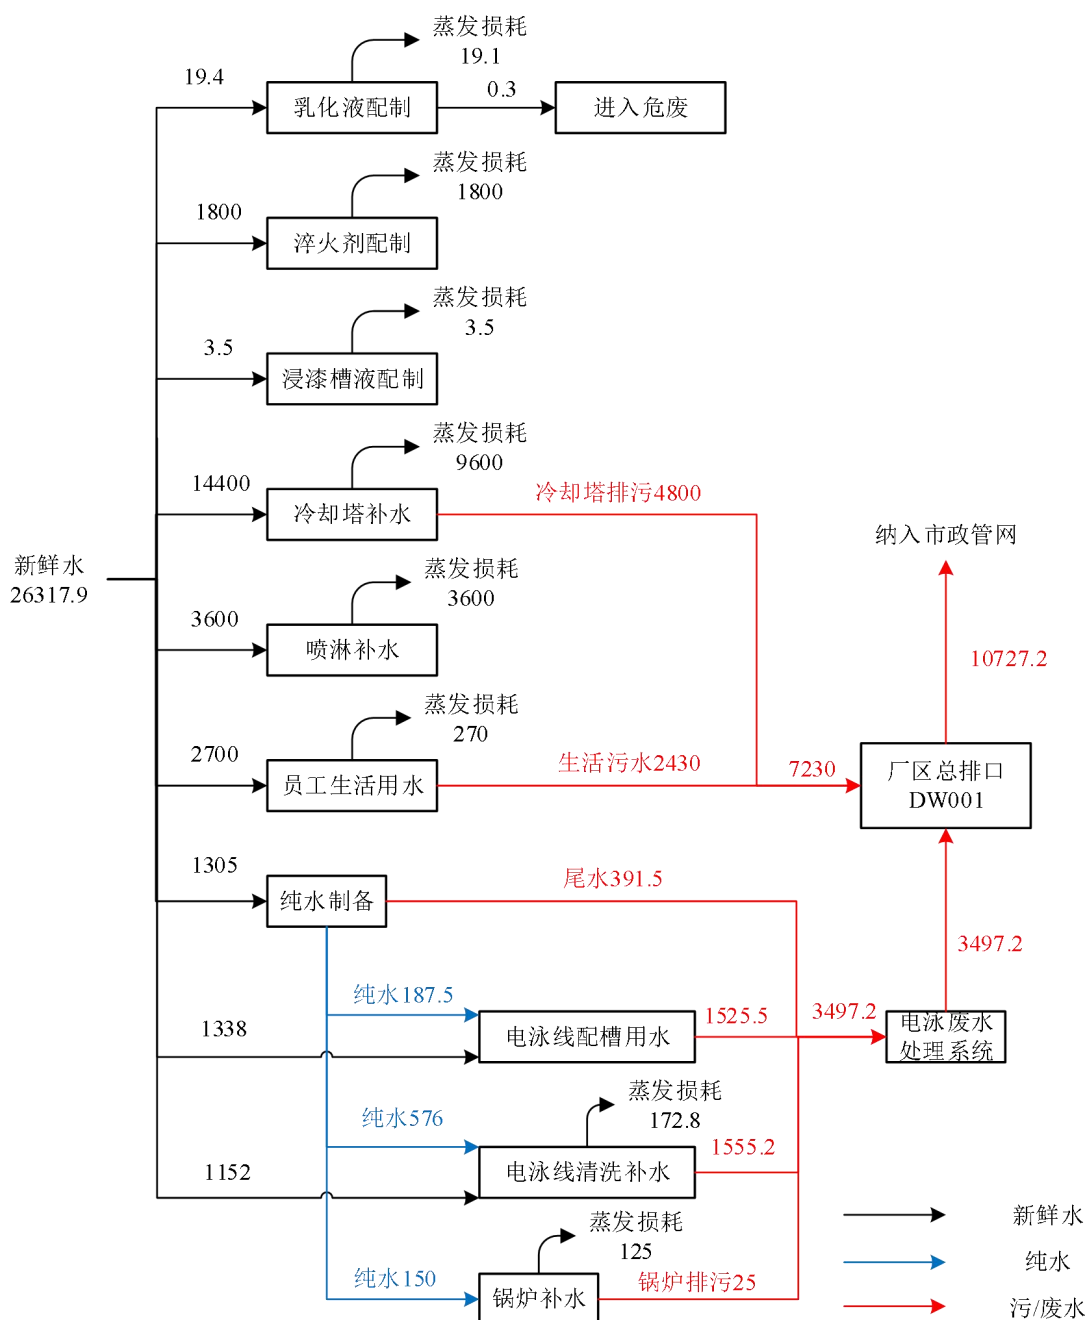 蒸发损耗
19.1
19.4
乳化液配制
0.3
进入危废
蒸发损耗
1800
1800
淬火剂配制
蒸发损耗
3.5
3.5
浸漆槽液配制
蒸发损耗
9600
14400
冷却塔补水
冷却塔排污4800
新鲜水
26317.9
纳入市政管网
蒸发损耗
3600
3600
喷淋补水
10727.2
蒸发损耗
270
2700
员工生活用水
生活污水2430
7230
厂区总排口
DW001
1305
纯水制备
尾水391.5
3497.2
纯水187.5
1338
电泳线配槽用水
1525.5
3497.2
电泳废水
处理系统
蒸发损耗
172.8
纯水576
1152
电泳线清洗补水
1555.2
蒸发损耗
125
纯水150
锅炉补水
锅炉排污25
新鲜水
纯水
污/废水